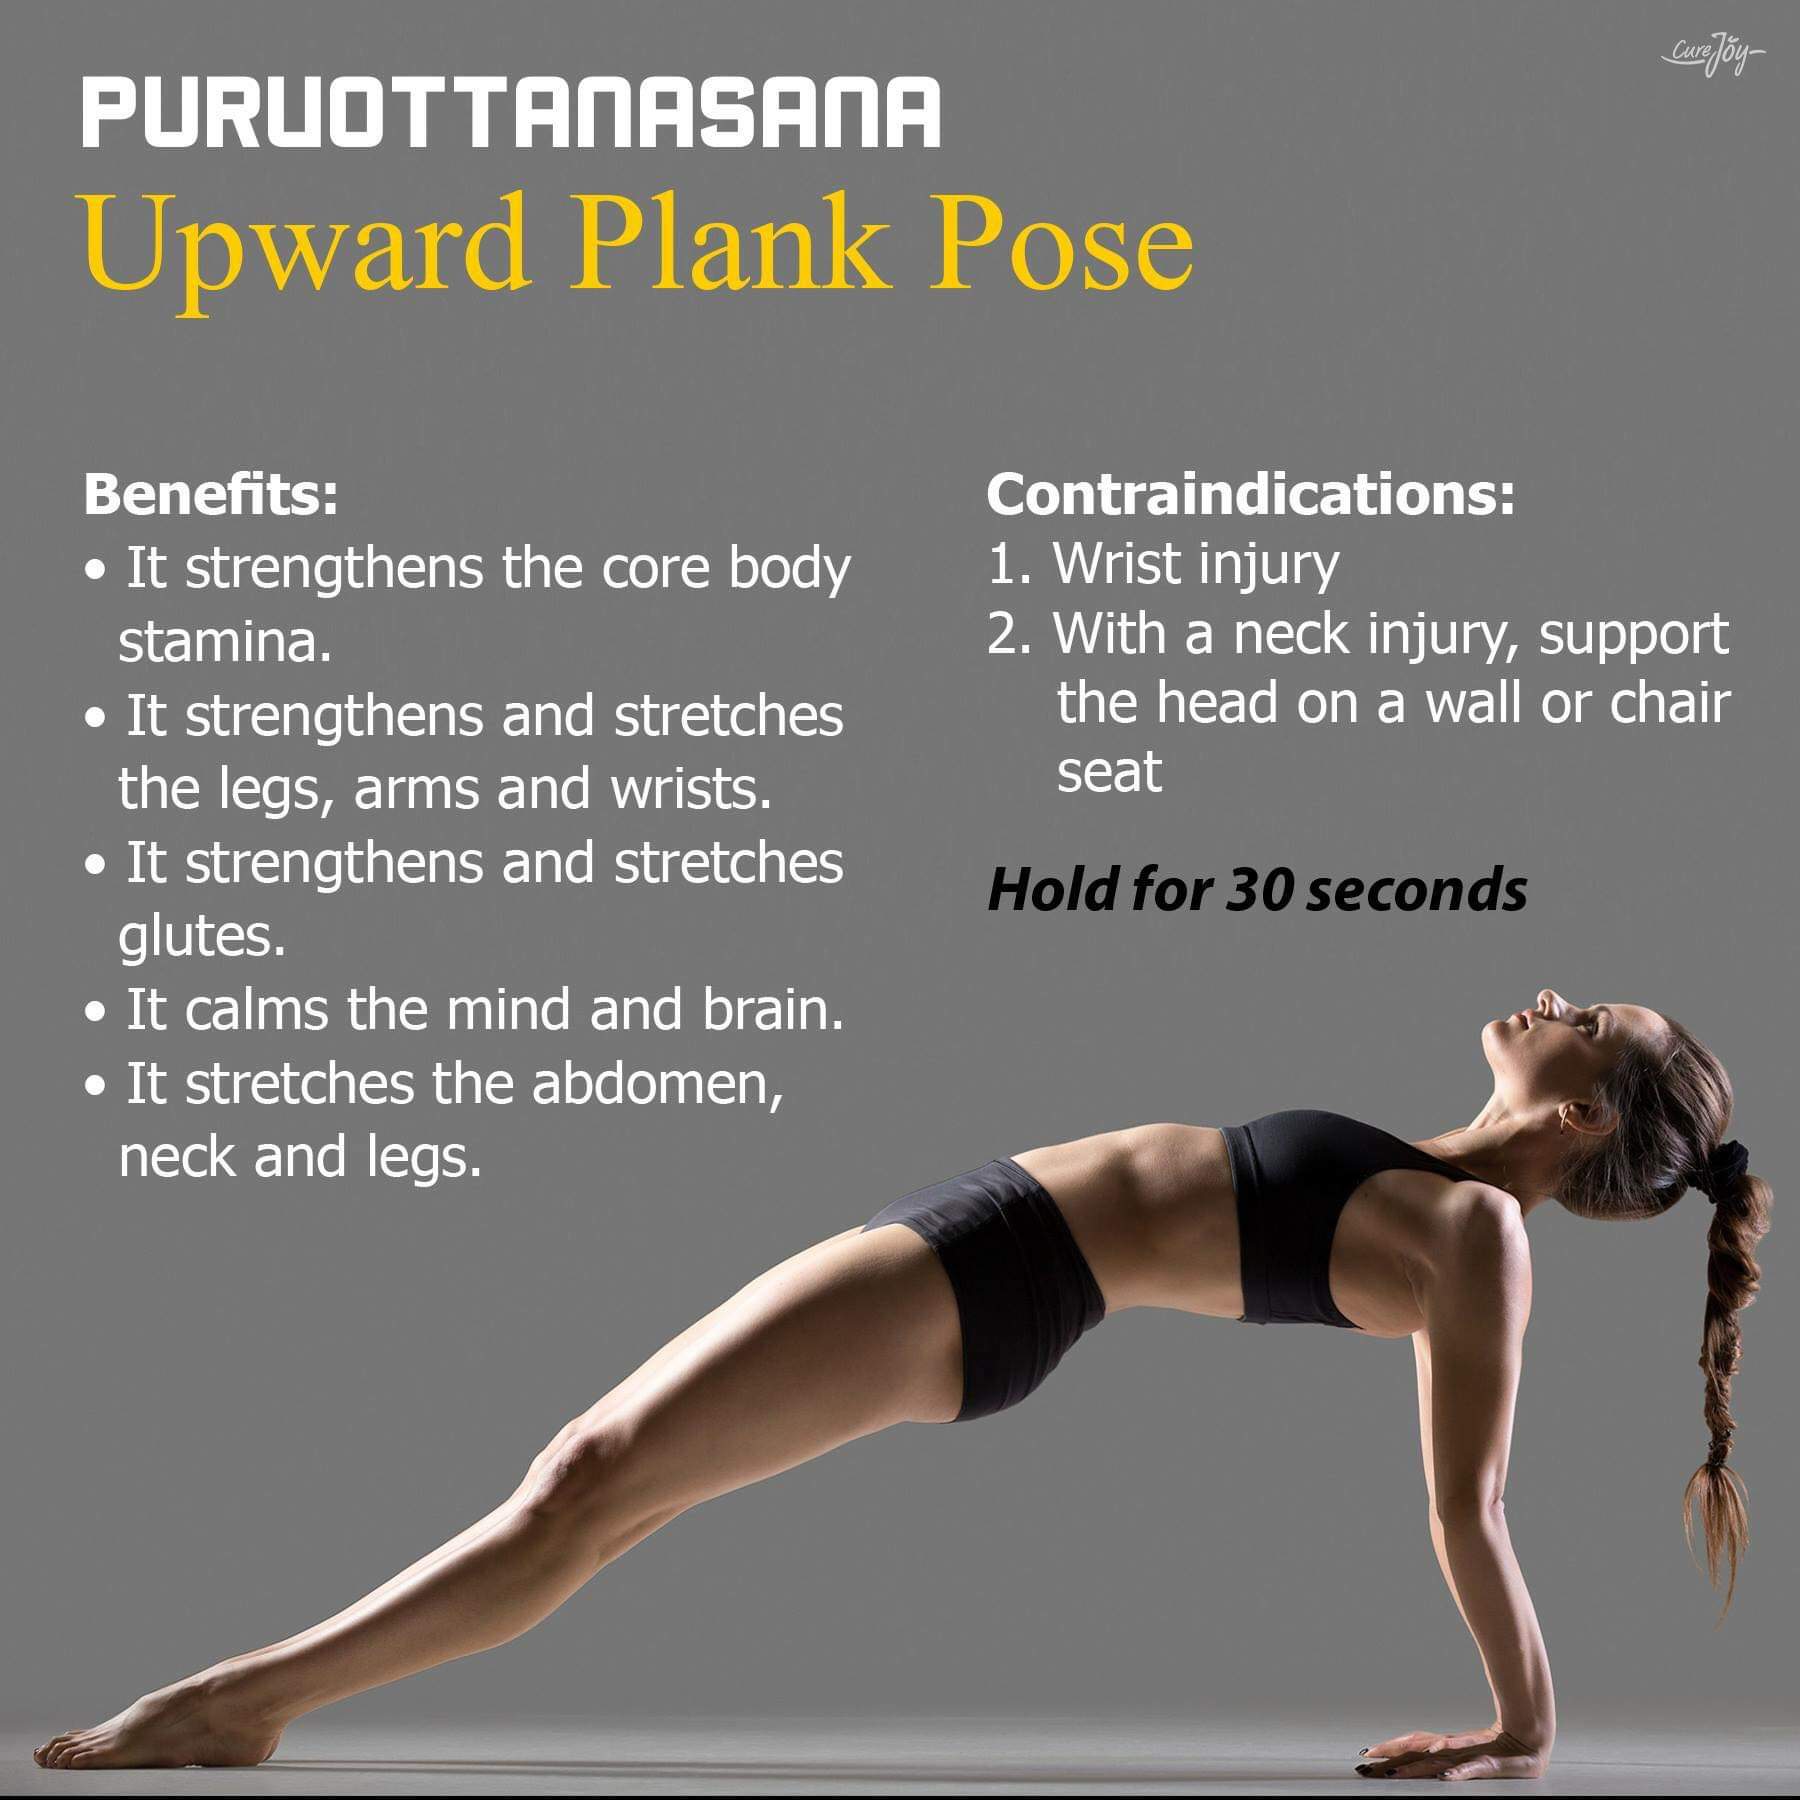 CureJoy
PURUOTTANASANA
Upward Plank Pose
Benefits:
• It strengthens the core body
stamina.
• It strengthens and stretches
the legs, arms and wrists.
• It strengthens and stretches
glutes.
• It calms the mind and brain.
• It stretches the abdomen,
neck and legs.
Contraindications:
1. Wrist injury
2. With a neck injury, support
the head on a wall or chair
seat
Hold for 30 seconds